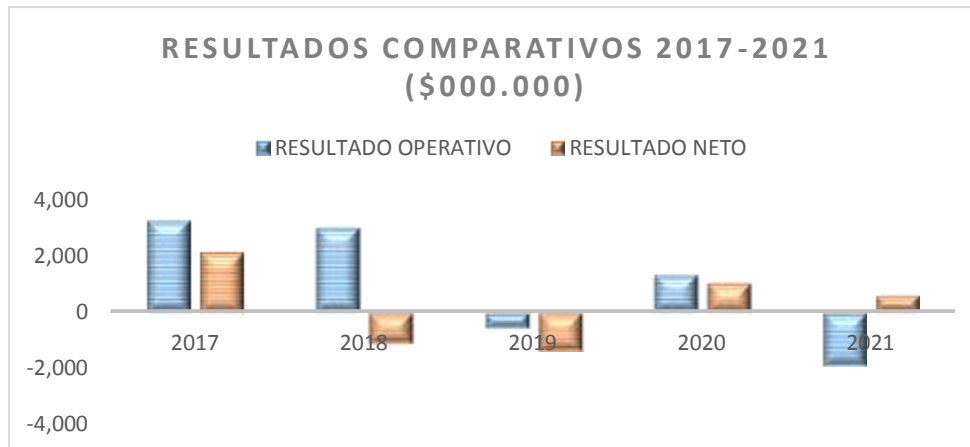 RESULTADOS COMPARATIVOS 2017-2021
($000.000)
RESULTADO OPERATIVO RESULTADO NETO
4,000
2,000
0
2017 2018 2019 2020 2021
-2,000
-4,000